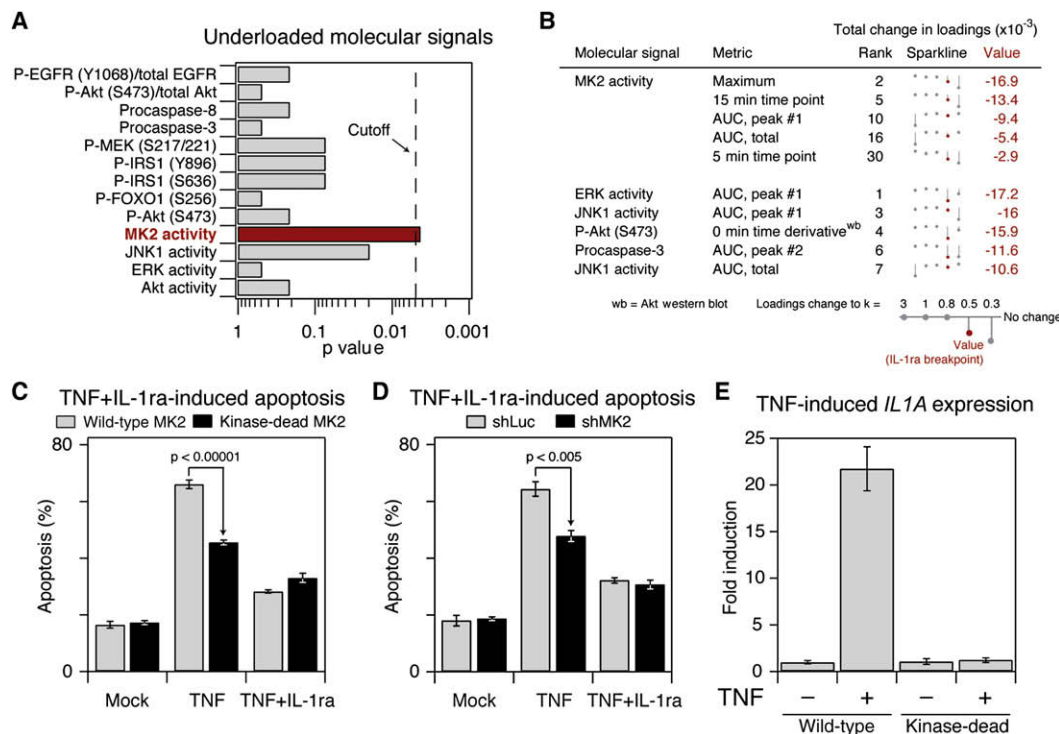 A
Underloaded molecular signals
P-EGFR (Y1068)/total EGFR
P-Akt (S473)/total Akt
Procaspase-8
Procaspase-3
P-MEK (S217/221)
P-IRS1 (Y896)
P-IRS1 (S636)
P-FOXO1 (S256)
P-Akt (S473)
MK2 activity
JNK1 activity
ERK activity
Akt activity
Cutoff
1 0.1 0.01 0.001
p value
B
Total change in loadings (x10-3)
Molecular signal Metric Rank Sparkline Value
MK2 activity Maximum 2 -16.9
15 min time point 5 -13.4
AUC, peak #1 10 -9.4
AUC, total 16 -5.4
5 min time point 30 -2.9
ERK activity AUC, peak #1 1 -17.2
JNK1 activity AUC, peak #1 3 -16
P-Akt (S473) 0 min time derivativewb 4 -15.9
Procaspase-3 AUC, peak #2 6 -11.6
JNK1 activity AUC, total 7 -10.6
wb = Akt western blot Loadings change to k = 3 1 0.8 0.5 0.3
No change
Value
(IL-1ra breakpoint)
C
TNF+IL-1ra-induced apoptosis
Wild-type MK2 Kinase-dead MK2
80
p < 0.00001
Apoptosis (%)
0
Mock TNF TNF+IL-1ra
D
TNF+IL-1ra-induced apoptosis
shLuc shMK2
80
p < 0.005
Apoptosis (%)
0
Mock TNF TNF+IL-1ra
E
TNF-induced IL1A expression
25
20
15
10
5
0
Fold induction
TNF − + − +
Wild-type Kinase-dead